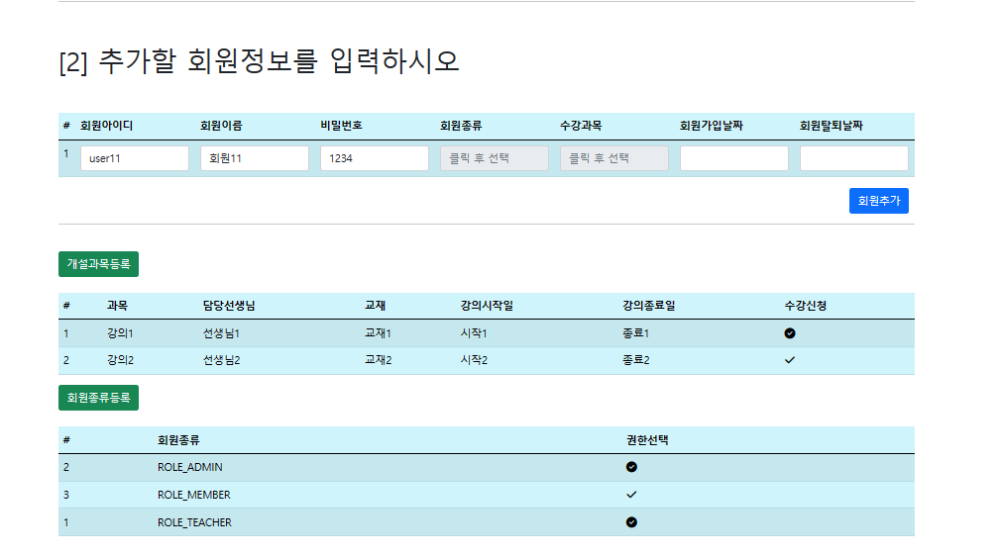 [2] 추가할 회원정보를 입력하시오
# 회원아이디 회원이름 비밀번호 회원종류 수강과목 회원가입날짜 회원탈퇴날짜
1 user11 회원11 1234 클릭 후 선택 클릭 후 선택
회원추가
개설과목등록
# 과목 담당선생님 교재 강의시작일 강의종료일 수강신청
1 강의1 선생님1 교재1 시작1 종료1
2 강의2 선생님2 교재2 시작2 종료2
회원종류등록
# 회원종류 권한선택
2 ROLE_ADMIN
3 ROLE_MEMBER
1 ROLE_TEACHER